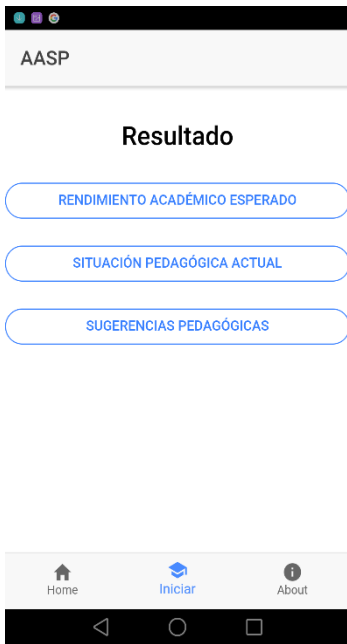 AASP
Resultado
RENDIMIENTO ACADÉMICO ESPERADO
SITUACIÓN PEDAGÓGICA ACTUAL
SUGERENCIAS PEDAGÓGICAS
Home
Iniciar
About